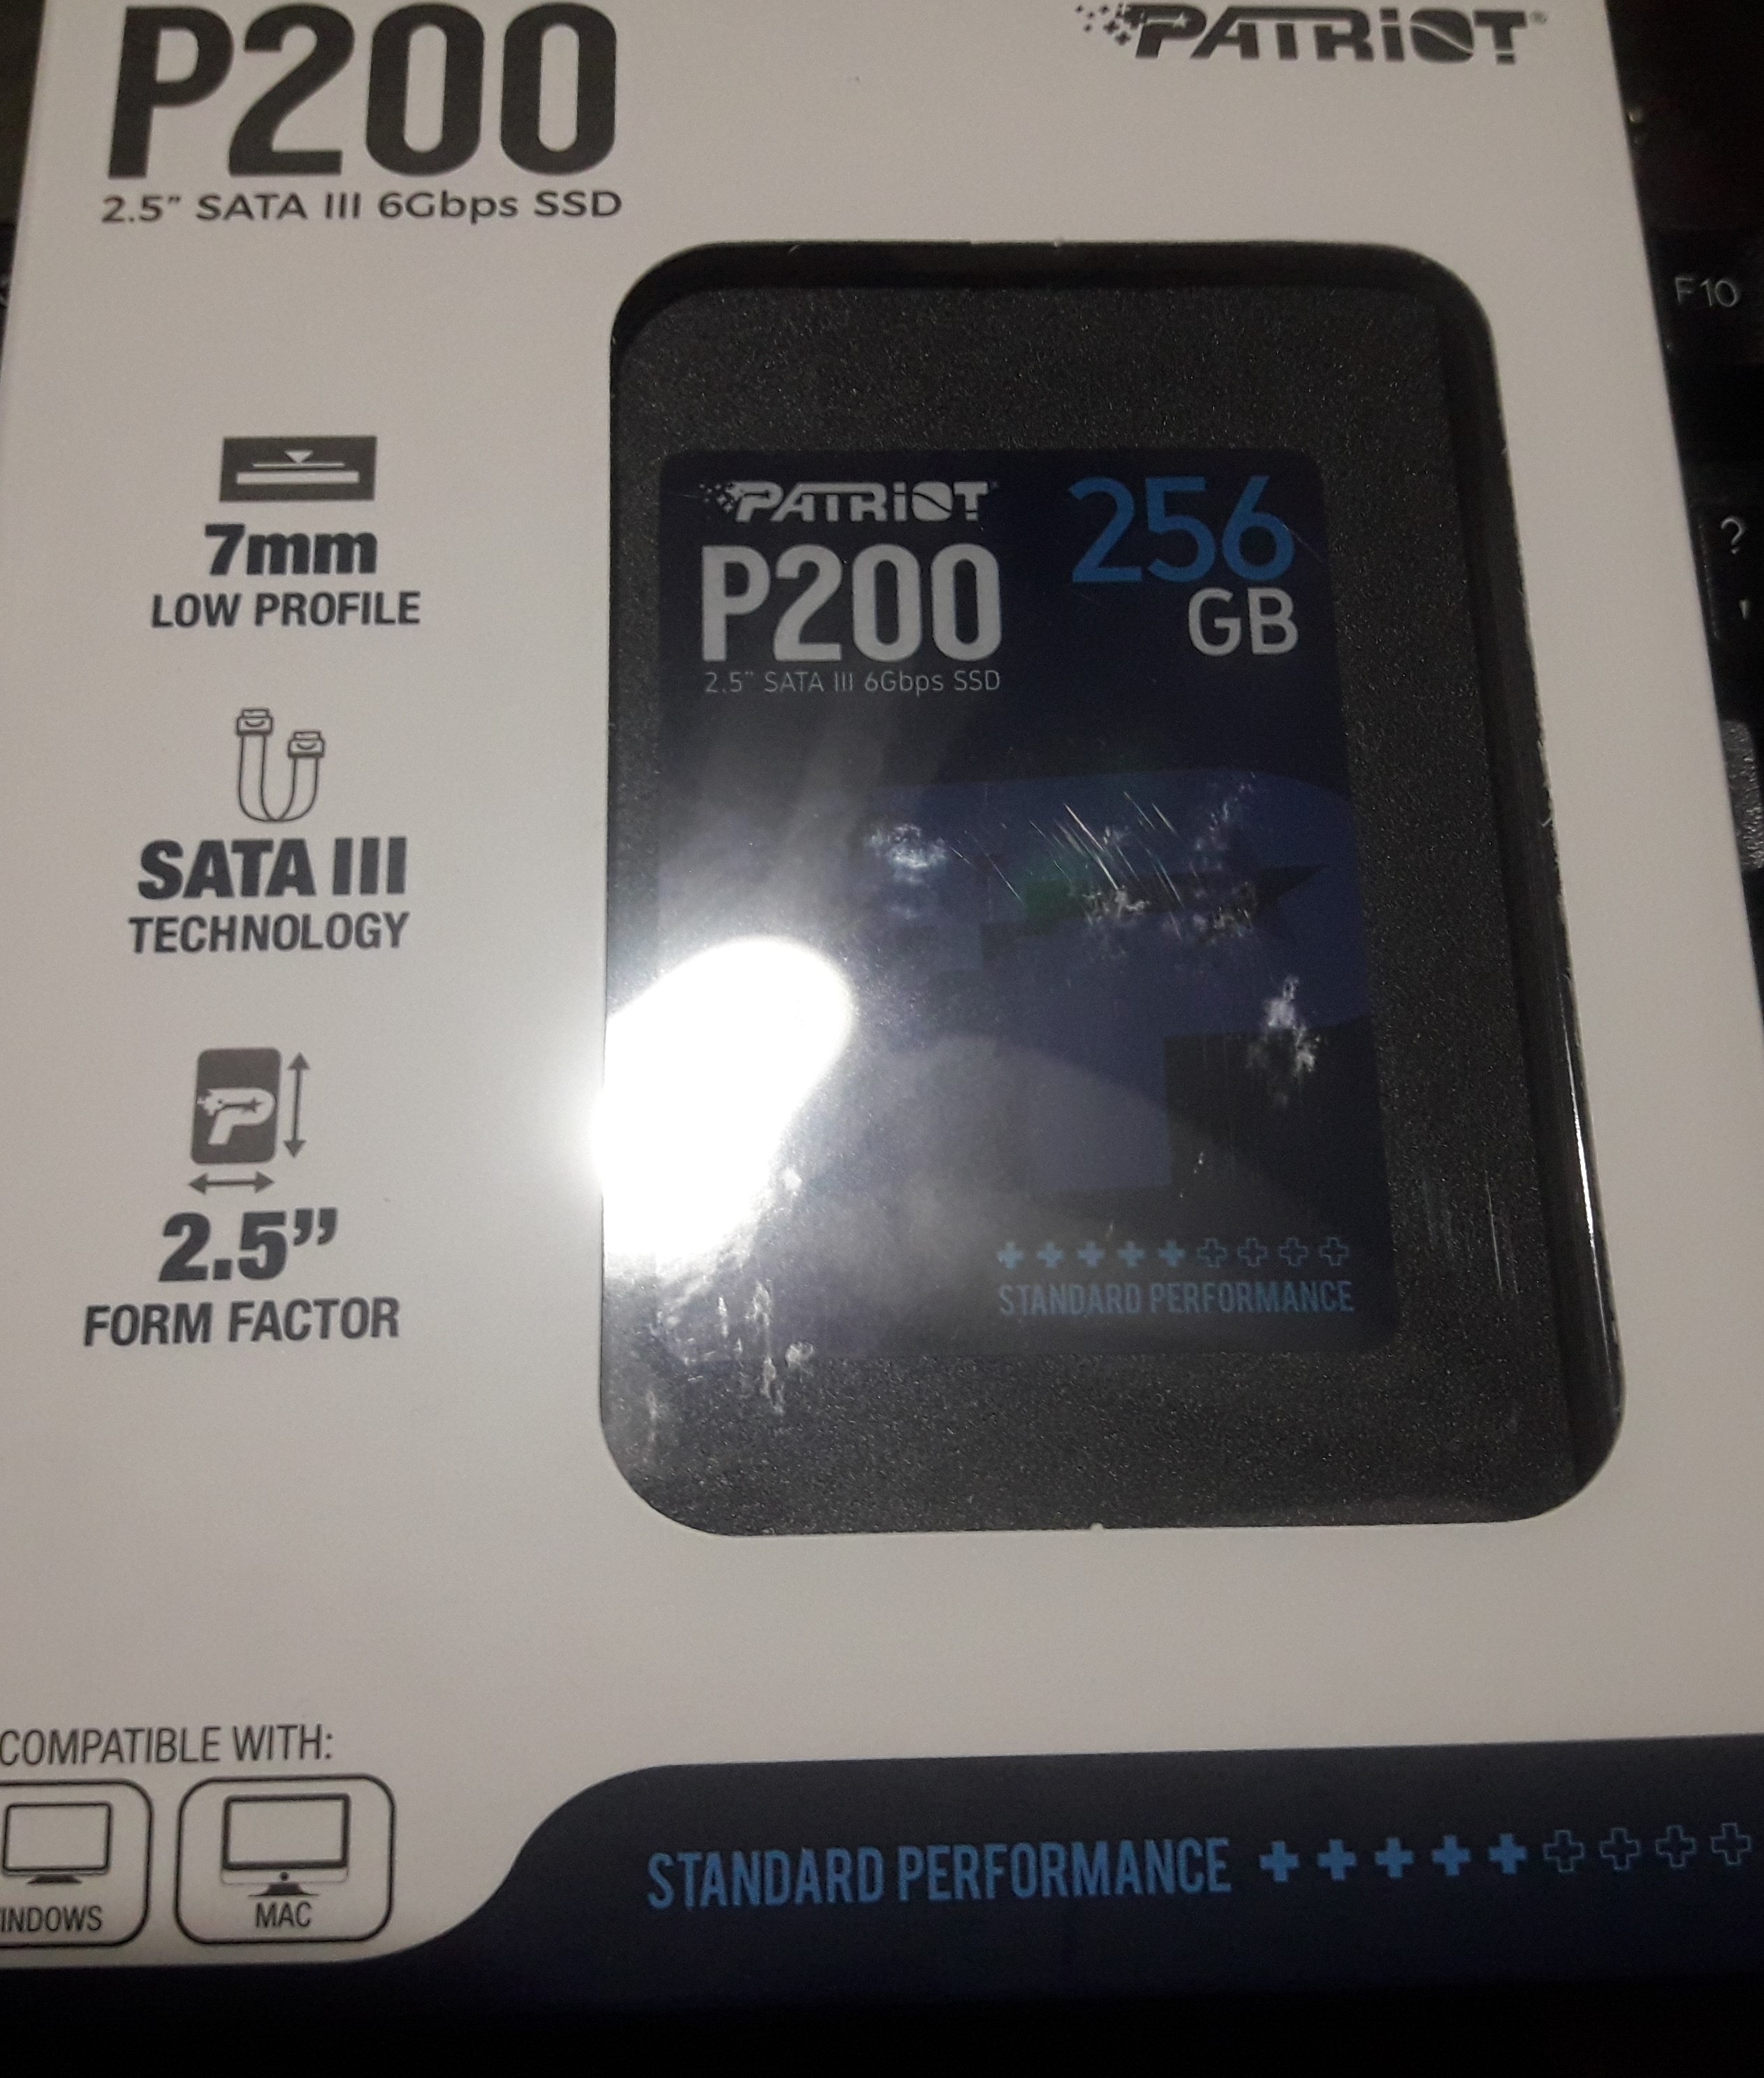 P200
PATRiOT®
2.5” SATA III 6Gbps SSD
F10
7mm
LOW PROFILE
PATRiOT
256
P200
GB
2.5" SATA III 6Gbps SSD
?
SATA III
TECHNOLOGY
2.5”
FORM FACTOR
STANDARD PERFORMANCE
COMPATIBLE WITH:
INDOWS
MAC
STANDARD PERFORMANCE